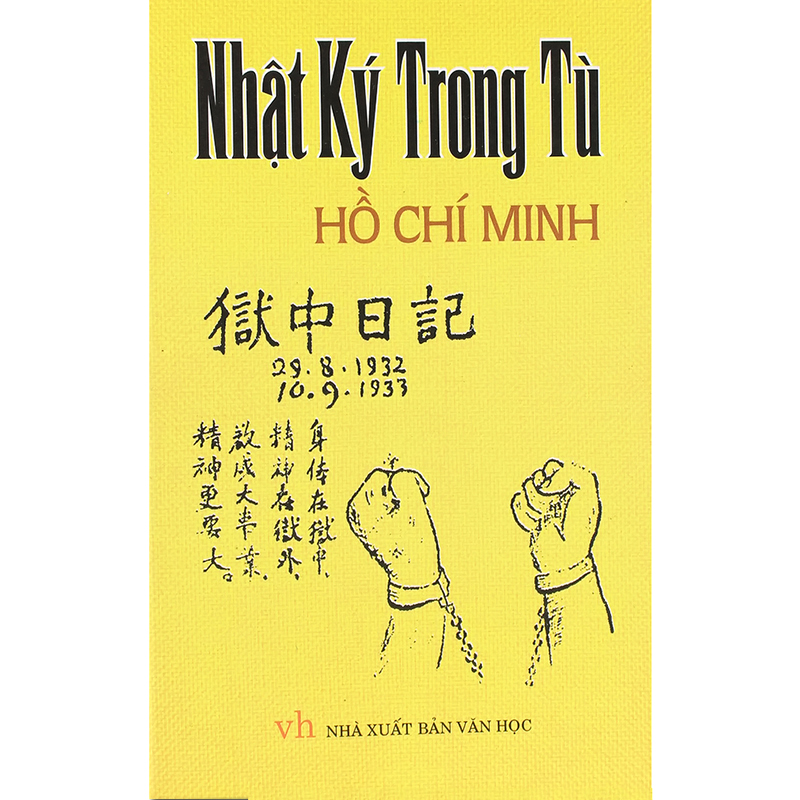 Nhật Ký Trong Tù
HỒ CHÍ MINH
獄中日記
29.8.1932
10.9.1933
身体在獄中、
精神在獄外、
欲成大事業、
精神更要大。
vh NHÀ XUẤT BẢN VĂN HỌC